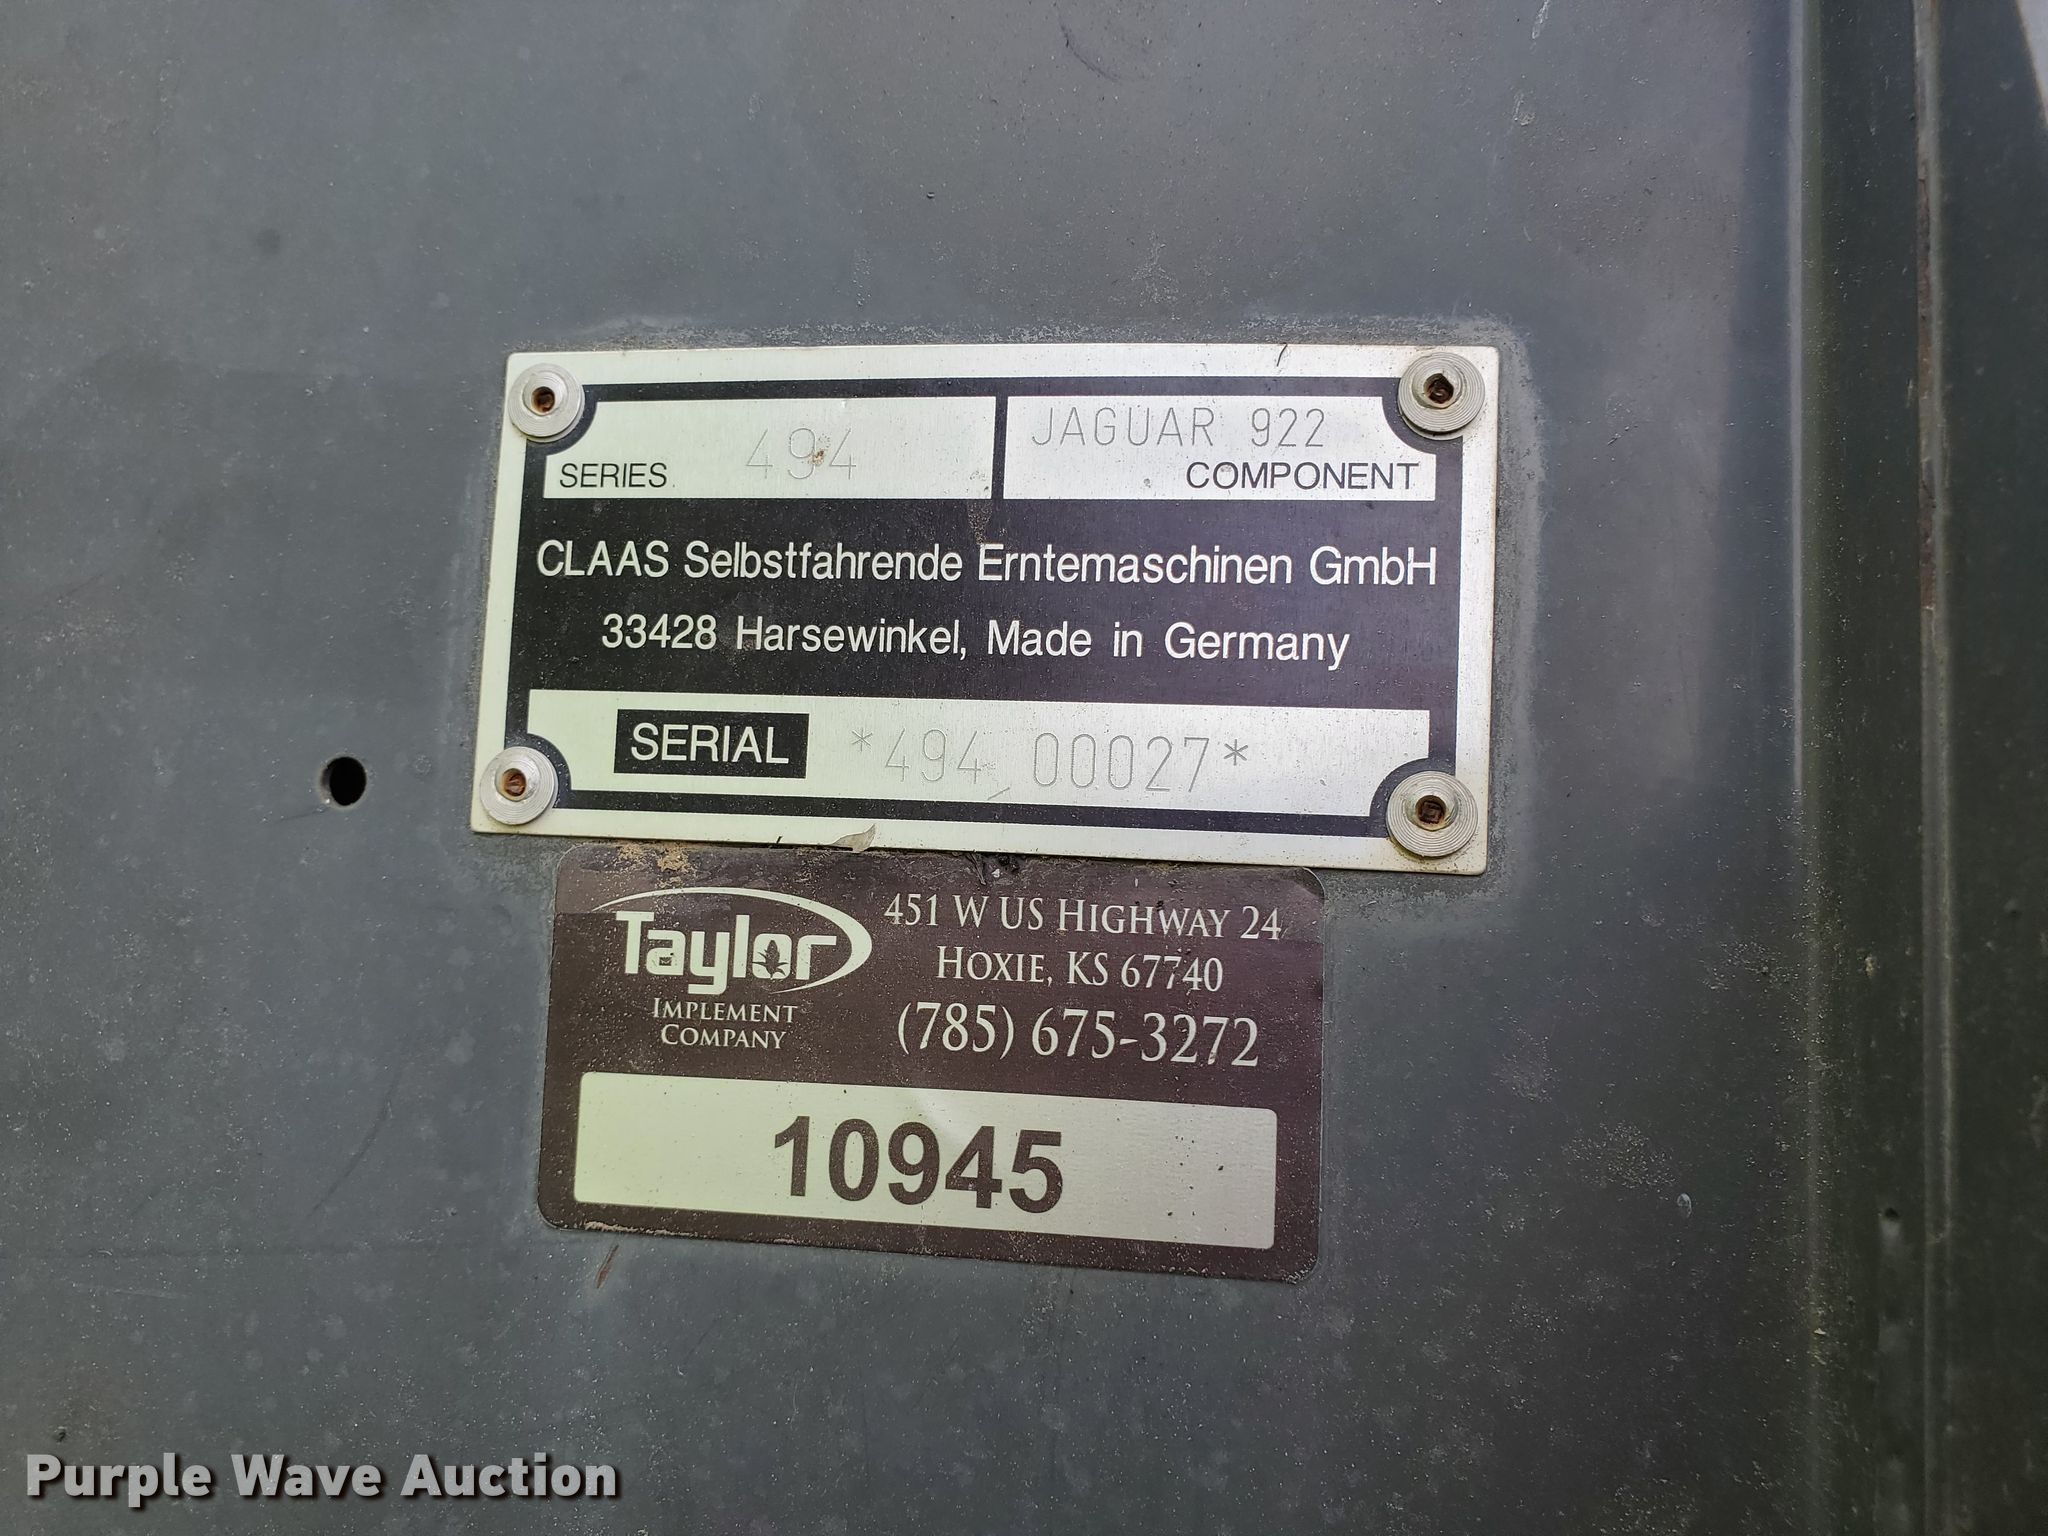 494
SERIES
JAGUAR 922
COMPONENT
CLAAS Selbstfahrende Erntemaschinen GmbH
33428 Harsewinkel, Made in Germany
SERIAL *494 00027*
Taylor
IMPLEMENT
COMPANY
451 W US HIGHWAY 24
HOXIE, KS 67740
(785) 675-3272
10945
Purple Wave Auction